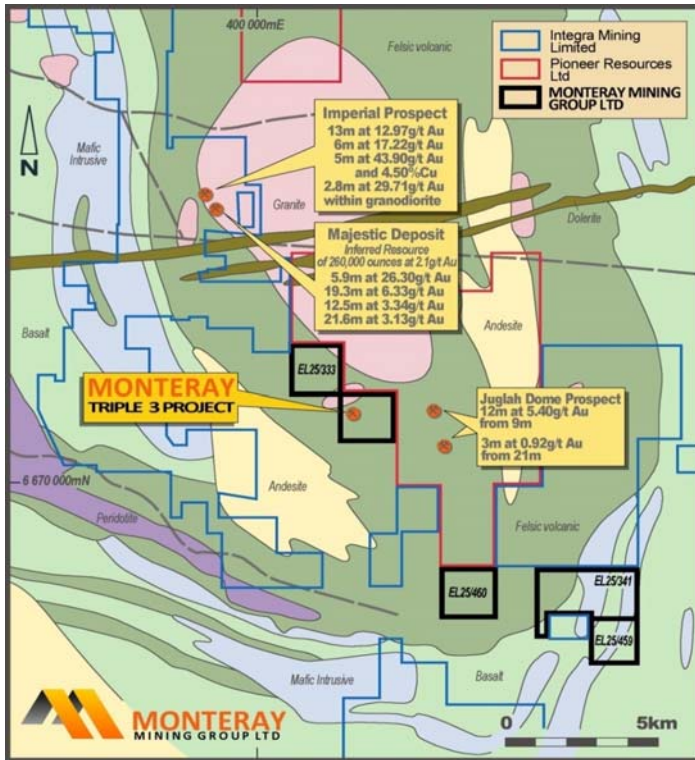 400 000mE
Felsic volcanic
Integra Mining
Limited
Pioneer Resources
Ltd
MONTERAY MINING
GROUP LTD
N
Mafic
Intrusive
Imperial Prospect
13m at 12.97g/t Au
6m at 17.22g/t Au
5m at 43.90g/t Au
and 4.50%Cu
2.8m at 29.71g/t Au
within granodiorite
Granite
Dolerite
Majestic Deposit
Inferred Resource
of 260,000 ounces at 2.1g/t Au
5.9m at 26.30g/t Au
19.3m at 6.33g/t Au
12.5m at 3.34g/t Au
21.6m at 3.13g/t Au
Basalt
Andesite
EL25/333
MONTERAY
TRIPLE 3 PROJECT
Juglah Dome Prospect
12m at 5.40g/t Au
from 9m
3m at 0.92g/t Au
from 21m
6 670 000mN
Andesite
Peridotite
Felsic volcanic
EL25/460
EL25/341
EL25/459
Mafic Intrusive
Basalt
MONTERAY
MINING GROUP LTD
0 5km